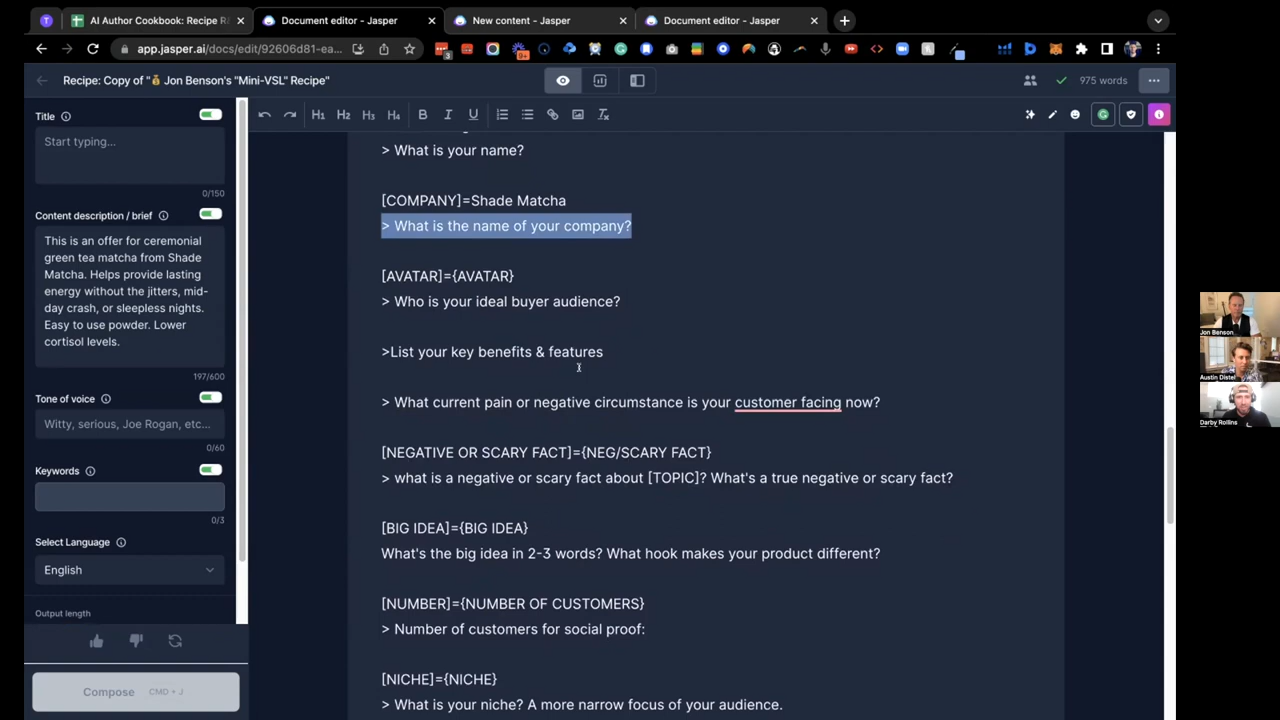 AI Author Cookbook: Recipe R
Document editor - Jasper
New content - Jasper
Document editor - Jasper
app.jasper.ai/docs/edit/92606d81-ea...
Recipe: Copy of "💰 Jon Benson's "Mini-VSL" Recipe"
975 words
H1 H2 H3 H4 B I U
Title
Start typing...
0/150
Content description / brief
This is an offer for ceremonial
green tea matcha from Shade
Matcha. Helps provide lasting
energy without the jitters, mid-
day crash, or sleepless nights.
Easy to use powder. Lower
cortisol levels.
197/600
Tone of voice
Witty, serious, Joe Rogan, etc...
0/60
Keywords
0/3
Select Language
English
Output length
Compose CMD + J
> What is your name?
[COMPANY]=Shade Matcha
> What is the name of your company?
[AVATAR]={AVATAR}
> Who is your ideal buyer audience?
>List your key benefits & features
> What current pain or negative circumstance is your customer facing now?
[NEGATIVE OR SCARY FACT]={NEG/SCARY FACT}
> what is a negative or scary fact about [TOPIC]? What's a true negative or scary fact?
[BIG IDEA]={BIG IDEA}
What's the big idea in 2-3 words? What hook makes your product different?
[NUMBER]={NUMBER OF CUSTOMERS}
> Number of customers for social proof:
[NICHE]={NICHE}
> What is your niche? A more narrow focus of your audience.
Jon Benson
Austin Distel
Darby Rollins